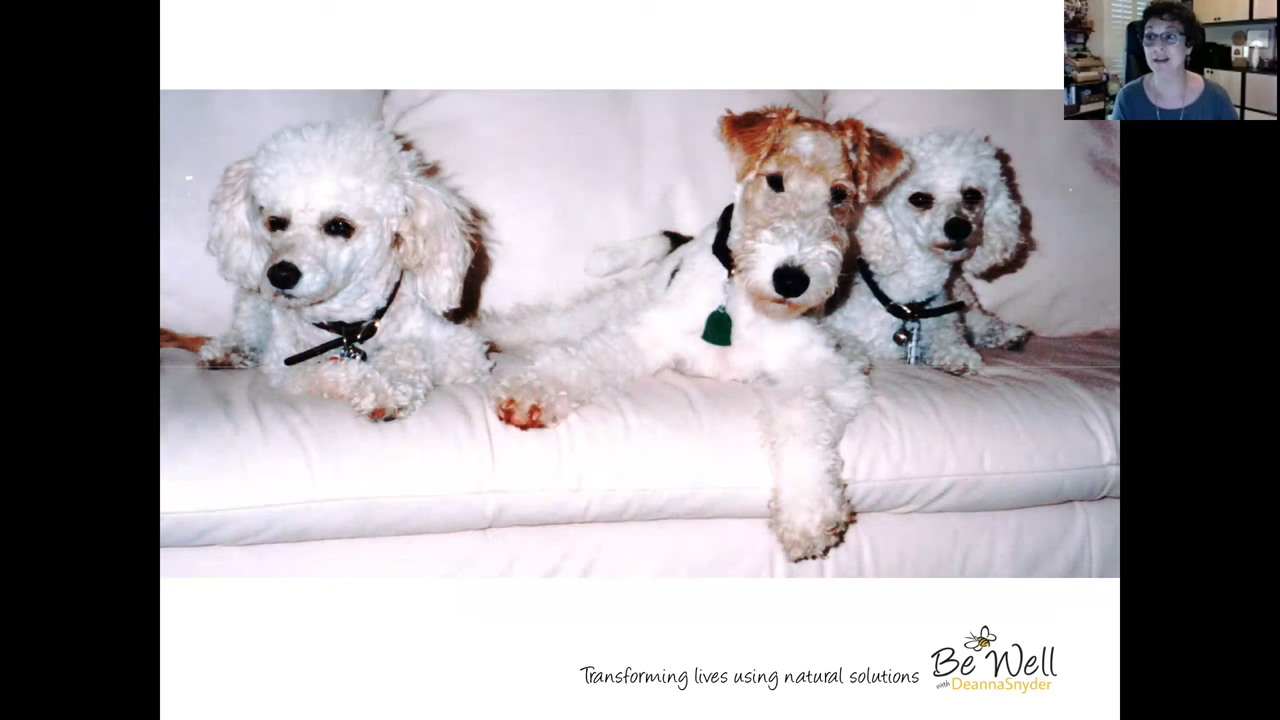 Transforming lives using natural solutions
Be Well
with DeannaSnyder